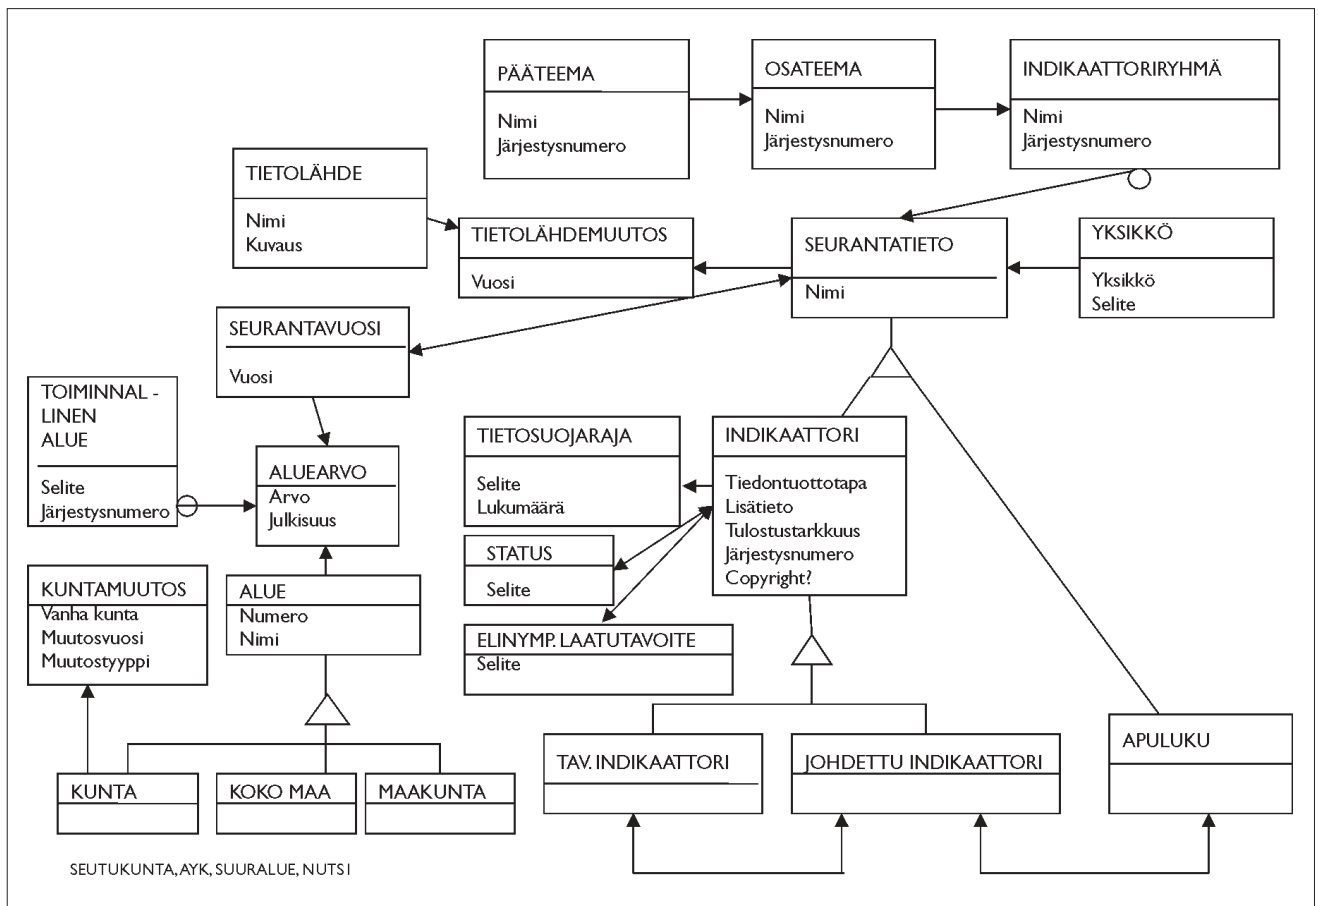 PÄÄTEEMA
Nimi
Järjestysnumero
OSATEEMA
Nimi
Järjestysnumero
INDIKAATTORIRYHMÄ
Nimi
Järjestysnumero
TIETOLÄHDE
Nimi
Kuvaus
TIETOLÄHDEMUUTOS
Vuosi
SEURANTATIETO
Nimi
YKSIKKÖ
Yksikkö
Selite
SEURANTAVUOSI
Vuosi
TOIMINNAL -
LINEN
ALUE
Selite
Järjestysnumero
ALUEARVO
Arvo
Julkisuus
TIETOSUOJARAJA
Selite
Lukumäärä
INDIKAATTORI
Tiedontuottotapa
Lisätieto
Tulostustarkkuus
Järjestysnumero
Copyright?
STATUS
Selite
KUNTAMUUTOS
Vanha kunta
Muutosvuosi
Muutostyyppi
ALUE
Numero
Nimi
ELINYMP. LAATUTAVOITE
Selite
KUNTA
KOKO MAA
MAAKUNTA
TAV. INDIKAATTORI
JOHDETTU INDIKAATTORI
APULUKU
SEUTUKUNTA, AYK, SUURALUE, NUTS1